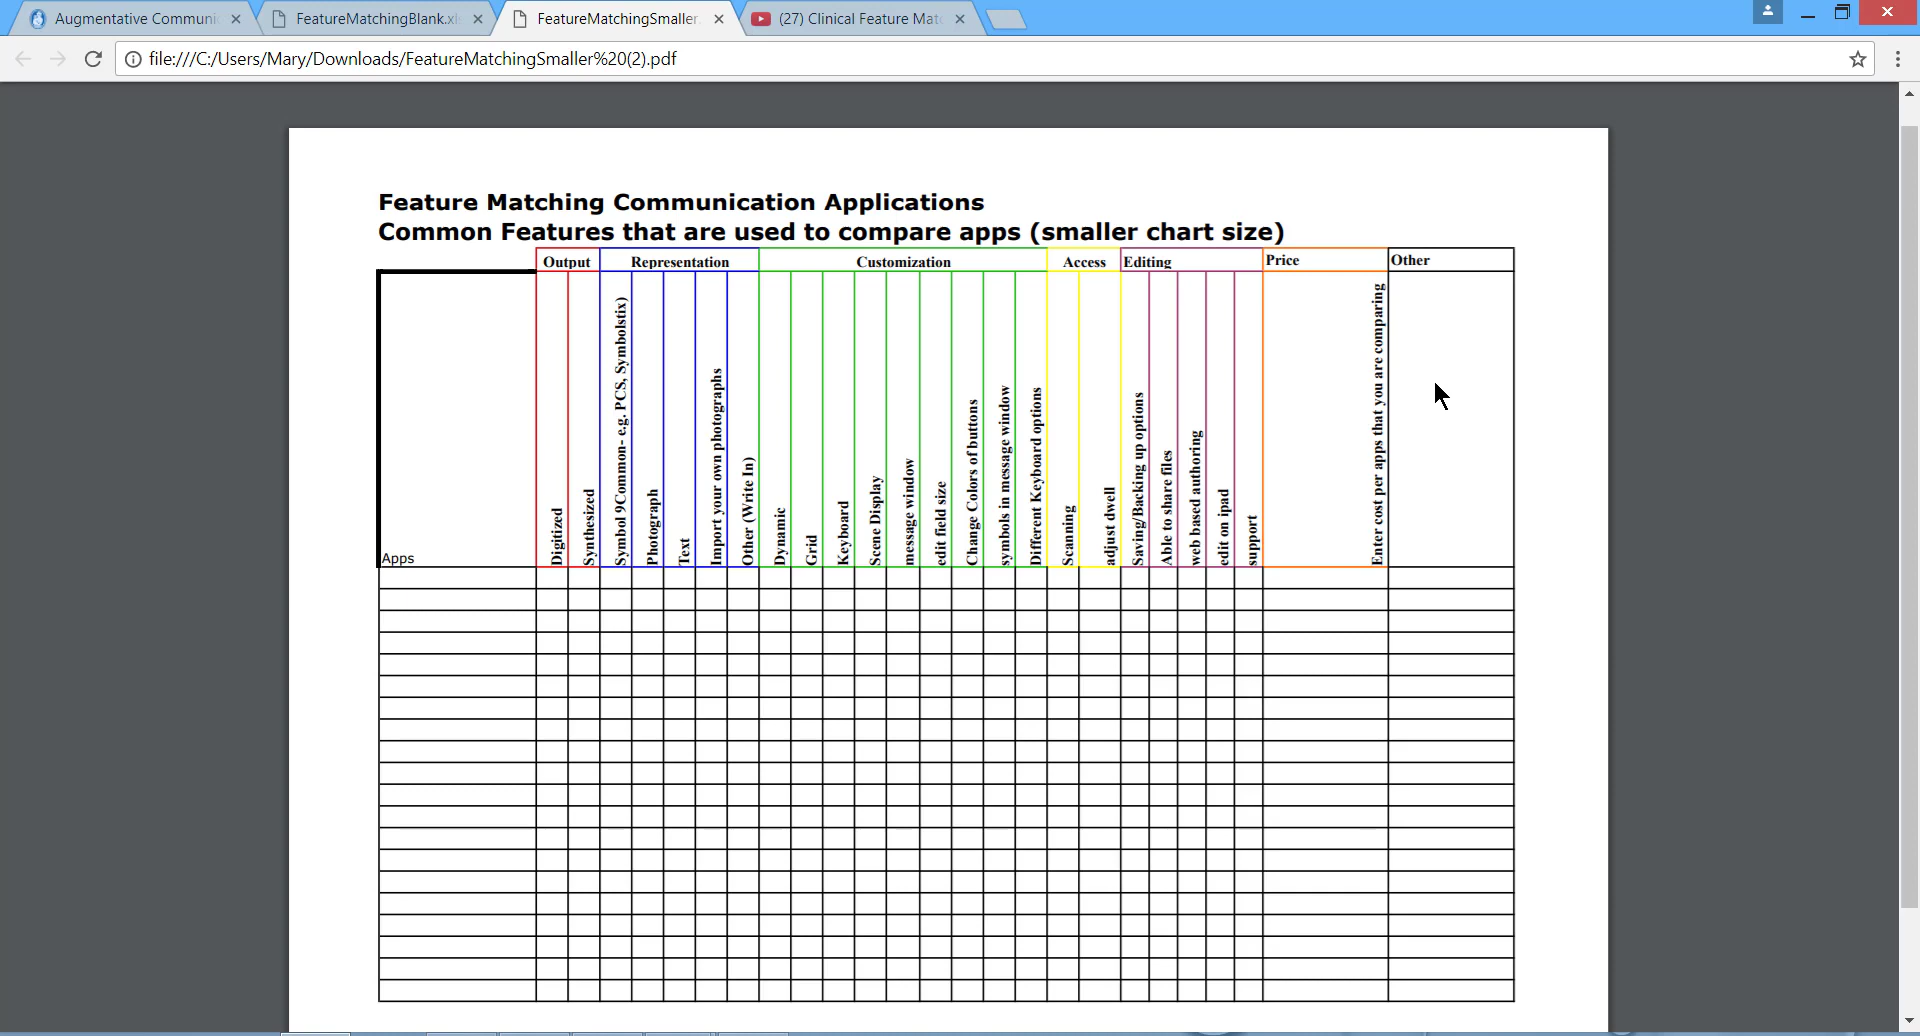 Augmentative Communi
FeatureMatchingBlank.xl
FeatureMatchingSmaller
(27) Clinical Feature Mat
file:///C:/Users/Mary/Downloads/FeatureMatchingSmaller%20(2).pdf
Feature Matching Communication Applications
Common Features that are used to compare apps (smaller chart size)
Output
Representation
Customization
Access
Editing
Price
Other
Apps
Digitized
Synthesized
Symbol 9Common- e.g. PCS, Symbolstix)
Photograph
Text
Import your own photographs
Other (Write In)
Dynamic
Grid
Keyboard
Scene Display
message window
edit field size
Change Colors of buttons
symbols in message window
Different Keyboard options
Scanning
adjust dwell
Saving/Backing up options
Able to share files
web based authoring
edit on ipad
support
Enter cost per apps that you are comparing